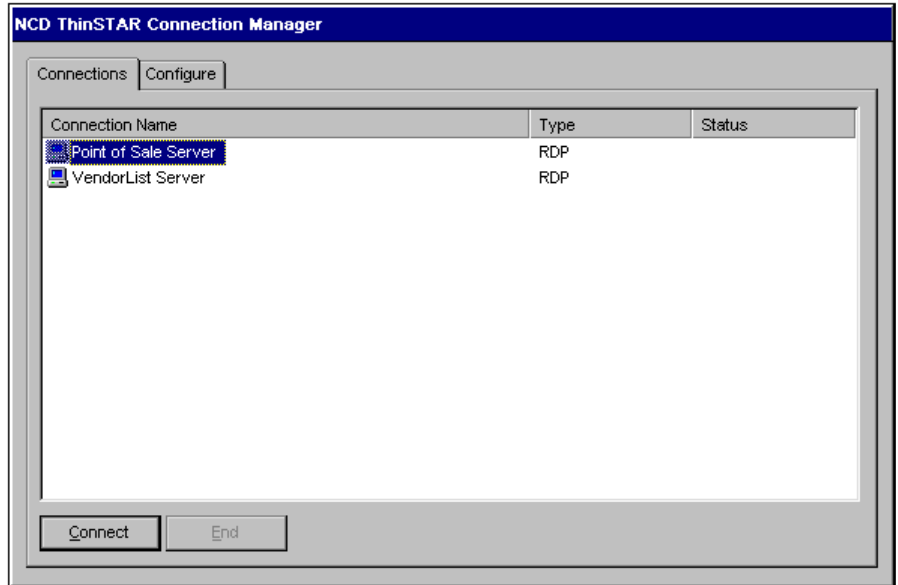 NCD ThinSTAR Connection Manager
Connections Configure
Connection Name Type Status
Point of Sale Server RDP
VendorList Server RDP
Connect End